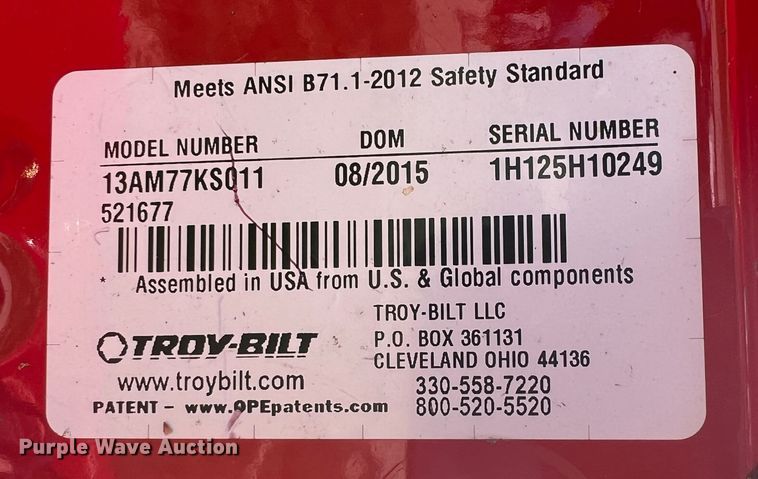 Meets ANSI B71.1-2012 Safety Standard
MODEL NUMBER DOM SERIAL NUMBER
13AM77KS011 08/2015 1H125H10249
521677
* Assembled in USA from U.S. & Global components
TROY-BILT
www.troybilt.com
PATENT - www.OPEpatents.com
TROY-BILT LLC
P.O. BOX 361131
CLEVELAND OHIO 44136
330-558-7220
800-520-5520
Purple Wave Auction